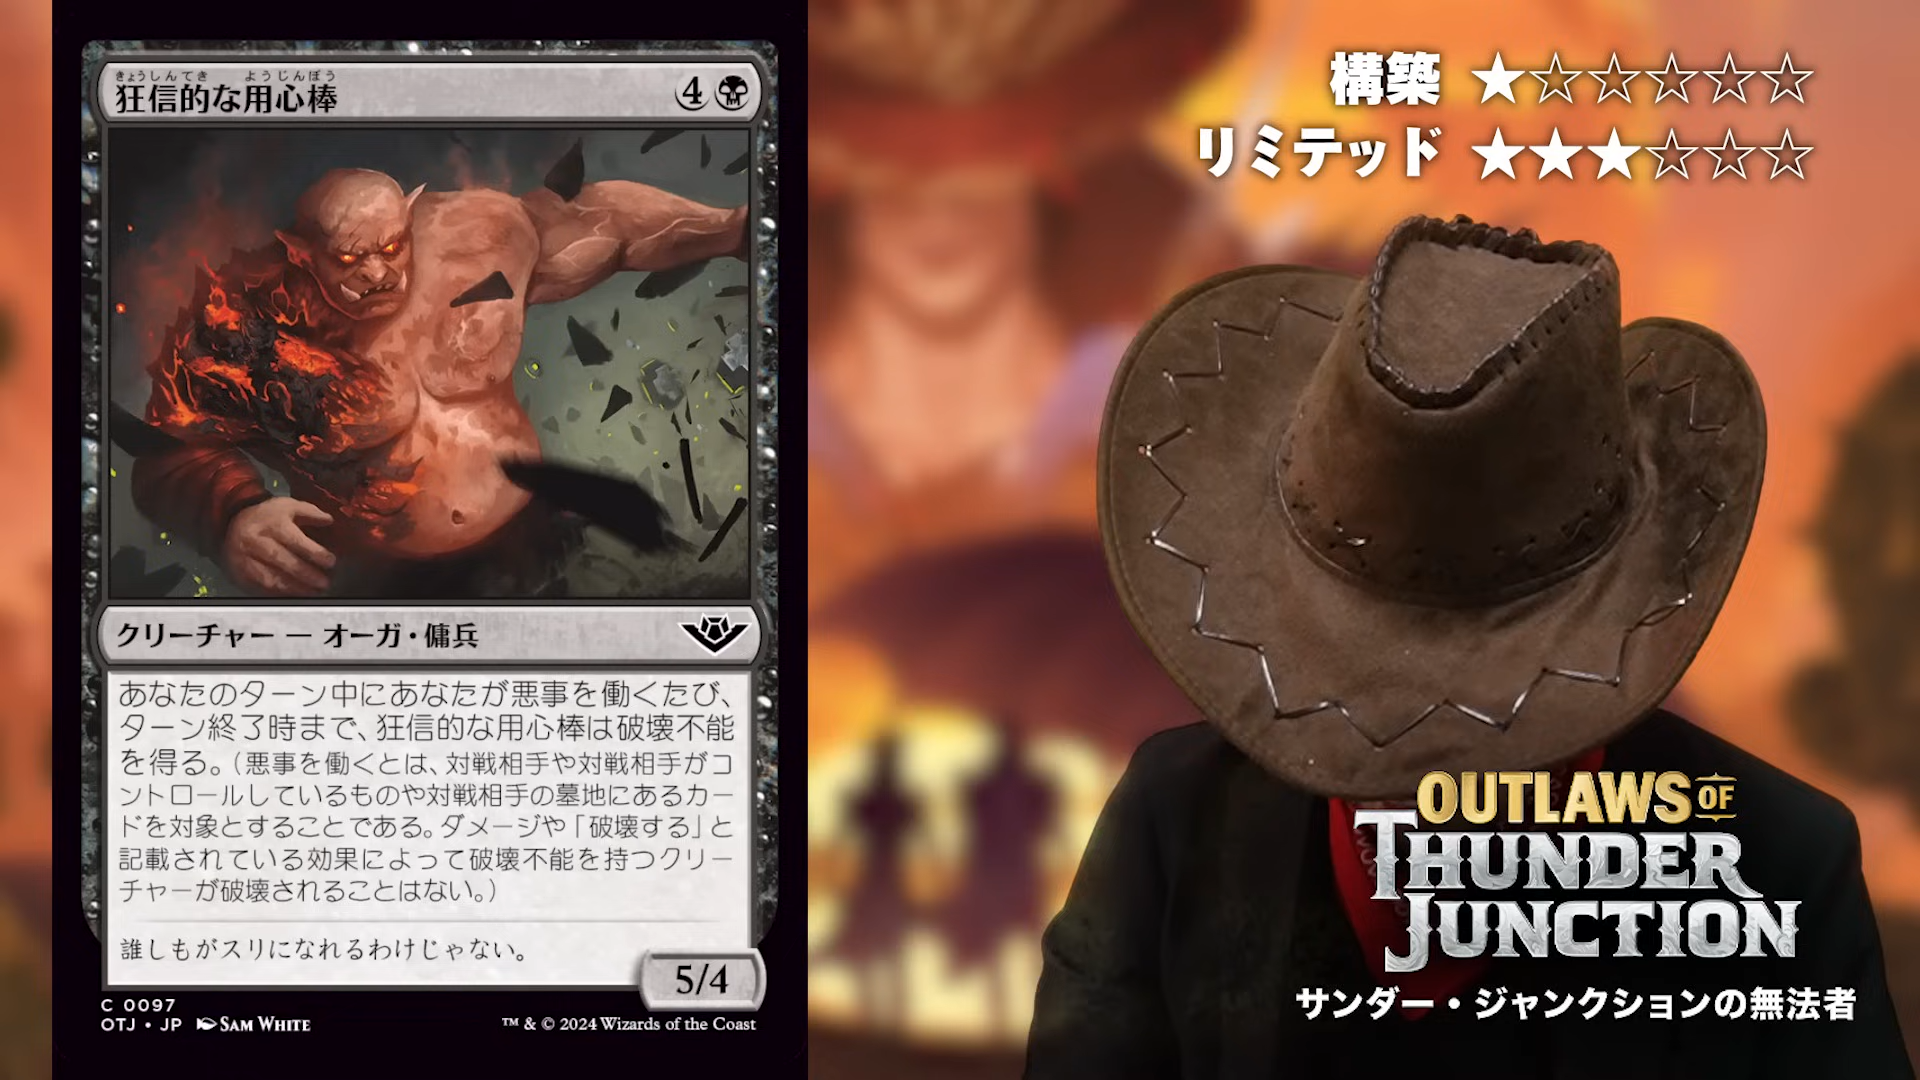 きょうしんてき ようじんぼう
狂信的な用心棒 4
クリーチャー — オーガ・傭兵
あなたのターン中にあなたが悪事を働くたび、
ターン終了時まで、狂信的な用心棒は破壊不能
を得る。（悪事を働くとは、対戦相手や対戦相手がコ
ントロールしているものや対戦相手の墓地にあるカー
ドを対象とすることである。ダメージや「破壊する」と
記載されている効果によって破壊不能を持つクリー
チャーが破壊されることはない。）
誰しもがスリになれるわけじゃない。
5/4
C 0097
OTJ • JP SAM WHITE
™ & © 2024 Wizards of the Coast
構築 ★☆☆☆☆☆
リミテッド ★★★☆☆☆
OUTLAWS OF
THUNDER
JUNCTION
サンダー・ジャンクションの無法者